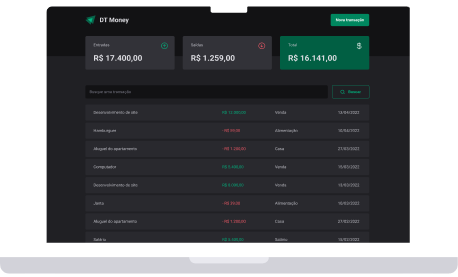 DT Money
Nova transação
Entradas
R$ 17.400,00
Saídas
R$ 1.259,00
Total
R$ 16.141,00
Busque uma transação
Buscar
Desenvolvimento de site R$ 12.000,00 Venda 13/04/2022
Hamburguer -R$ 59,00 Alimentação 10/04/2022
Aluguel do apartamento -R$ 1.200,00 Casa 27/03/2022
Computador R$ 5.400,00 Venda 15/03/2022
Desenvolvimento de site R$ 8.000,00 Venda 13/03/2022
Janta -R$ 39,00 Alimentação 10/03/2022
Aluguel do apartamento -R$ 1.200,00 Casa 27/02/2022
Salário Salário 15/02/2022